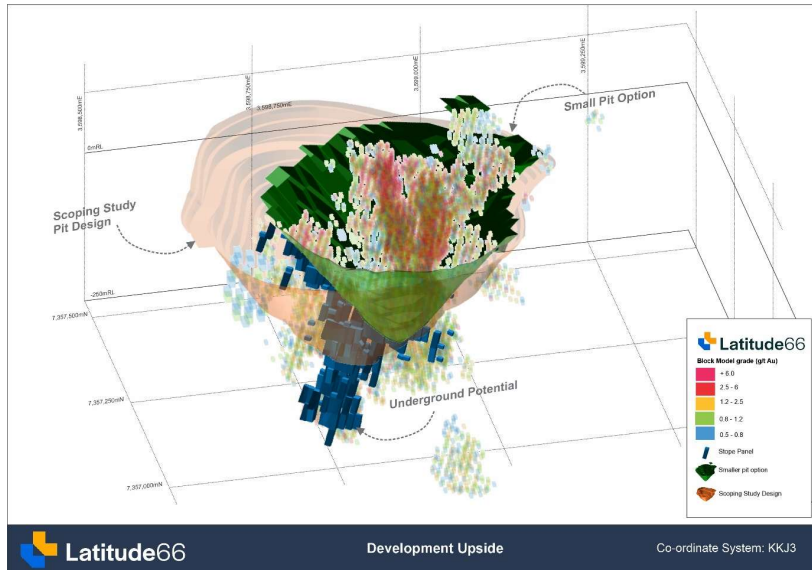 3,598,500mE
3,598,750mE
3,598,750mE
3,599,000mE
3,599,250mE
0mRL
Small Pit Option
Scoping Study
Pit Design
-250mRL
7,357,500mN
7,357,250mN
7,357,000mN
Underground Potential
Latitude66
Block Model grade (g/t Au)
+ 6.0
2.5 - 6
1.2 - 2.5
0.8 - 1.2
0.5 - 0.8
Stope Panel
Smaller pit option
Scoping Study Design
Latitude66
Development Upside
Co-ordinate System: KKJ3